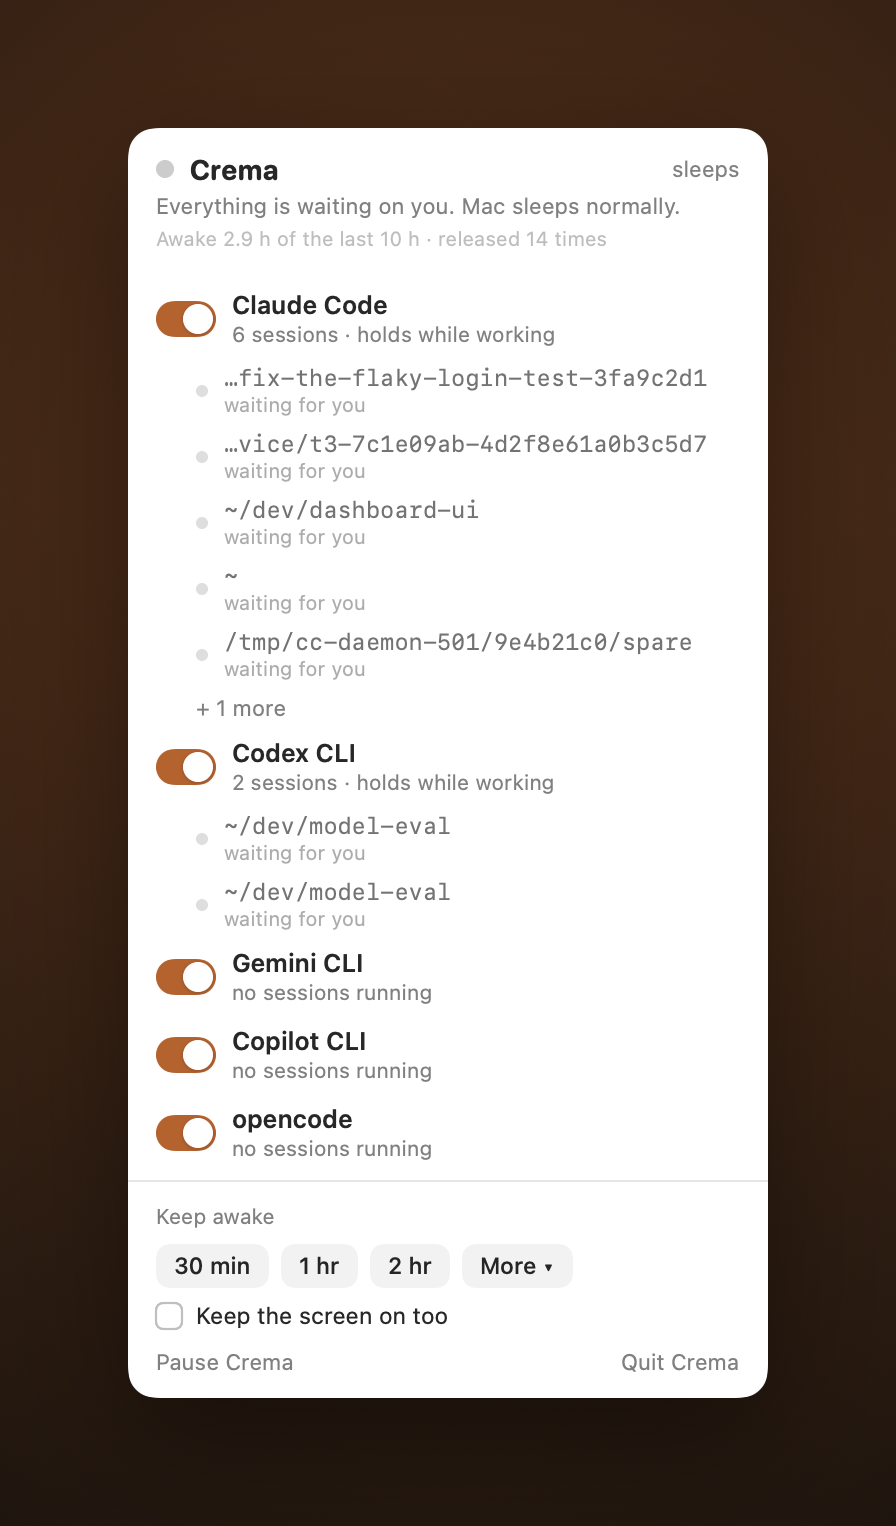 Crema
sleeps
Everything is waiting on you. Mac sleeps normally.
Awake 2.9 h of the last 10 h · released 14 times
Claude Code
6 sessions · holds while working
…fix-the-flaky-login-test-3fa9c2d1
waiting for you
…vice/t3-7c1e09ab-4d2f8e61a0b3c5d7
waiting for you
~/dev/dashboard-ui
waiting for you
~
waiting for you
/tmp/cc-daemon-501/9e4b21c0/spare
waiting for you
+ 1 more
Codex CLI
2 sessions · holds while working
~/dev/model-eval
waiting for you
~/dev/model-eval
waiting for you
Gemini CLI
no sessions running
Copilot CLI
no sessions running
opencode
no sessions running
Keep awake
30 min 1 hr 2 hr More ▾
Keep the screen on too
Pause Crema
Quit Crema